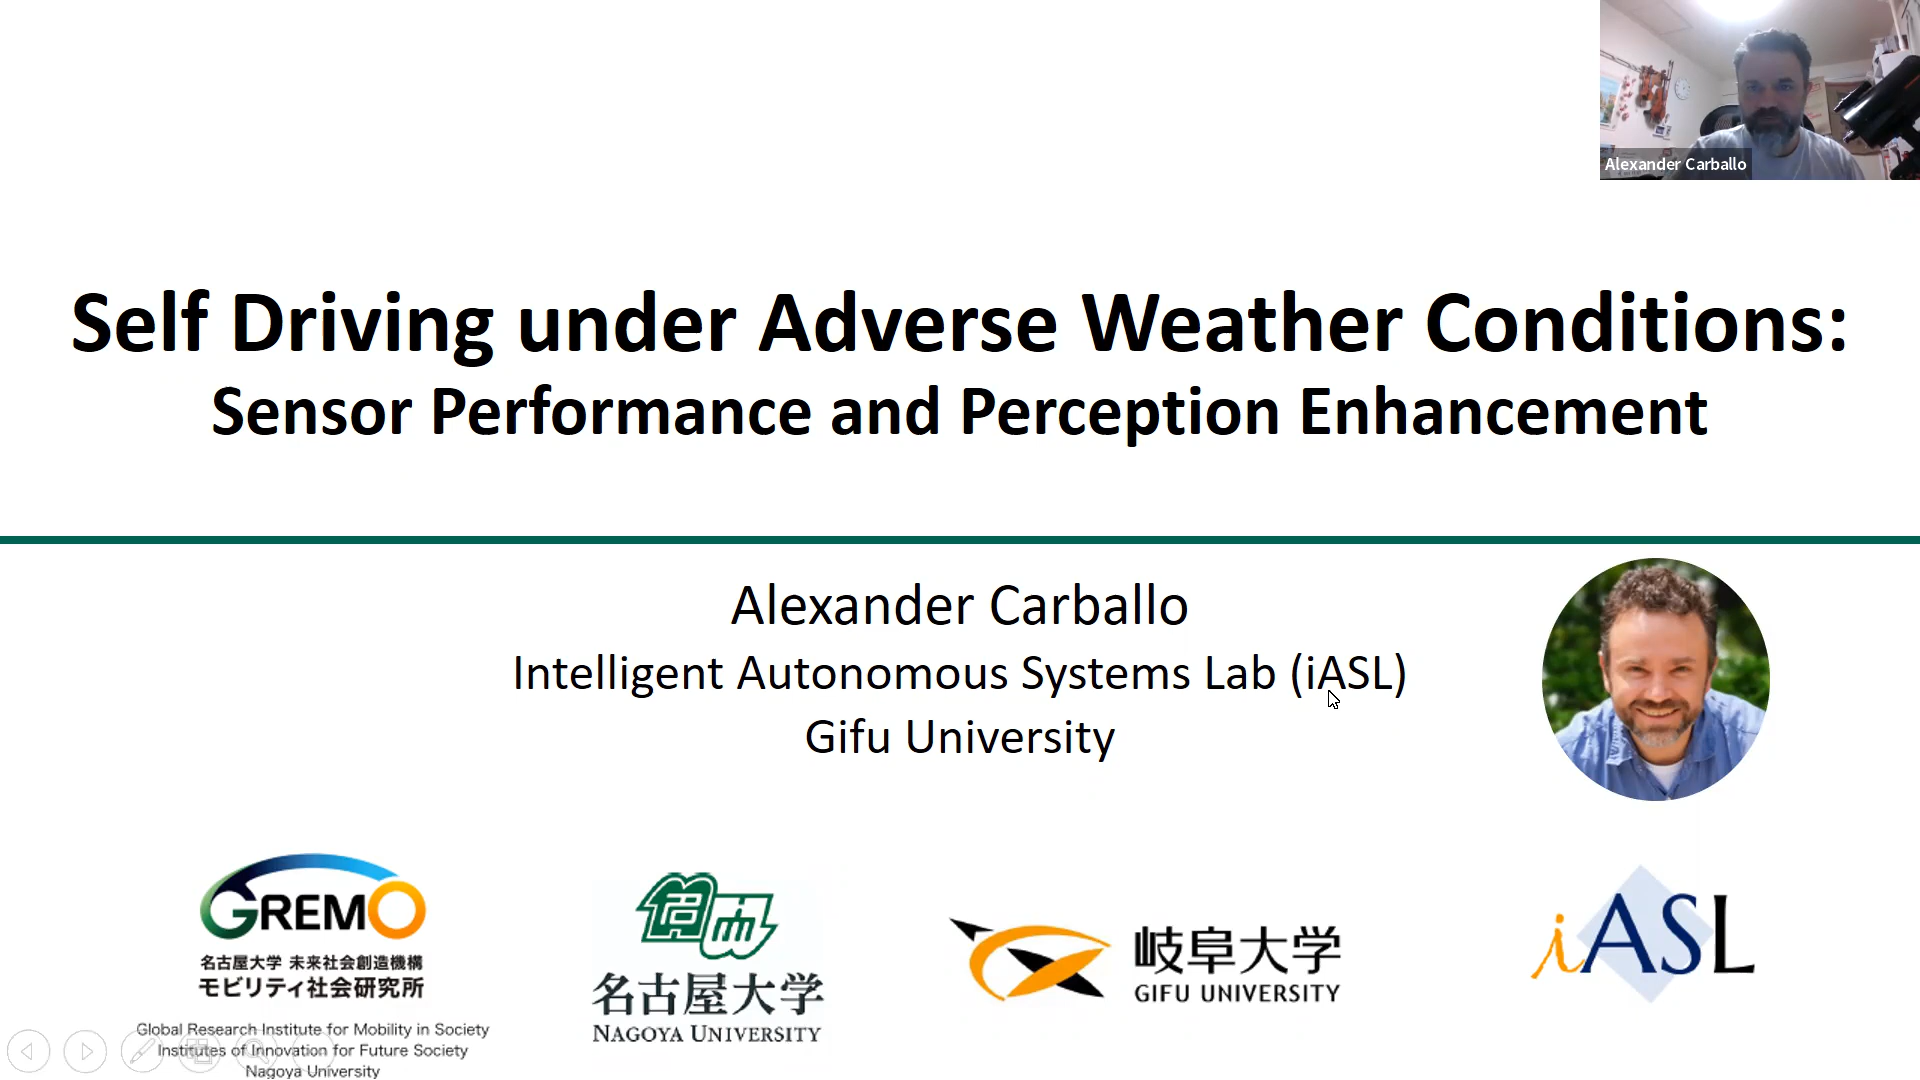 Alexander Carballo
Self Driving under Adverse Weather Conditions:
Sensor Performance and Perception Enhancement
Alexander Carballo
Intelligent Autonomous Systems Lab (iASL)
Gifu University
GREMO
名古屋大学 未来社会創造機構
モビリティ社会研究所
Global Research Institute for Mobility in Society
Institutes of Innovation for Future Society
Nagoya University
名大
名古屋大学
NAGOYA UNIVERSITY
岐阜大学
GIFU UNIVERSITY
iASL